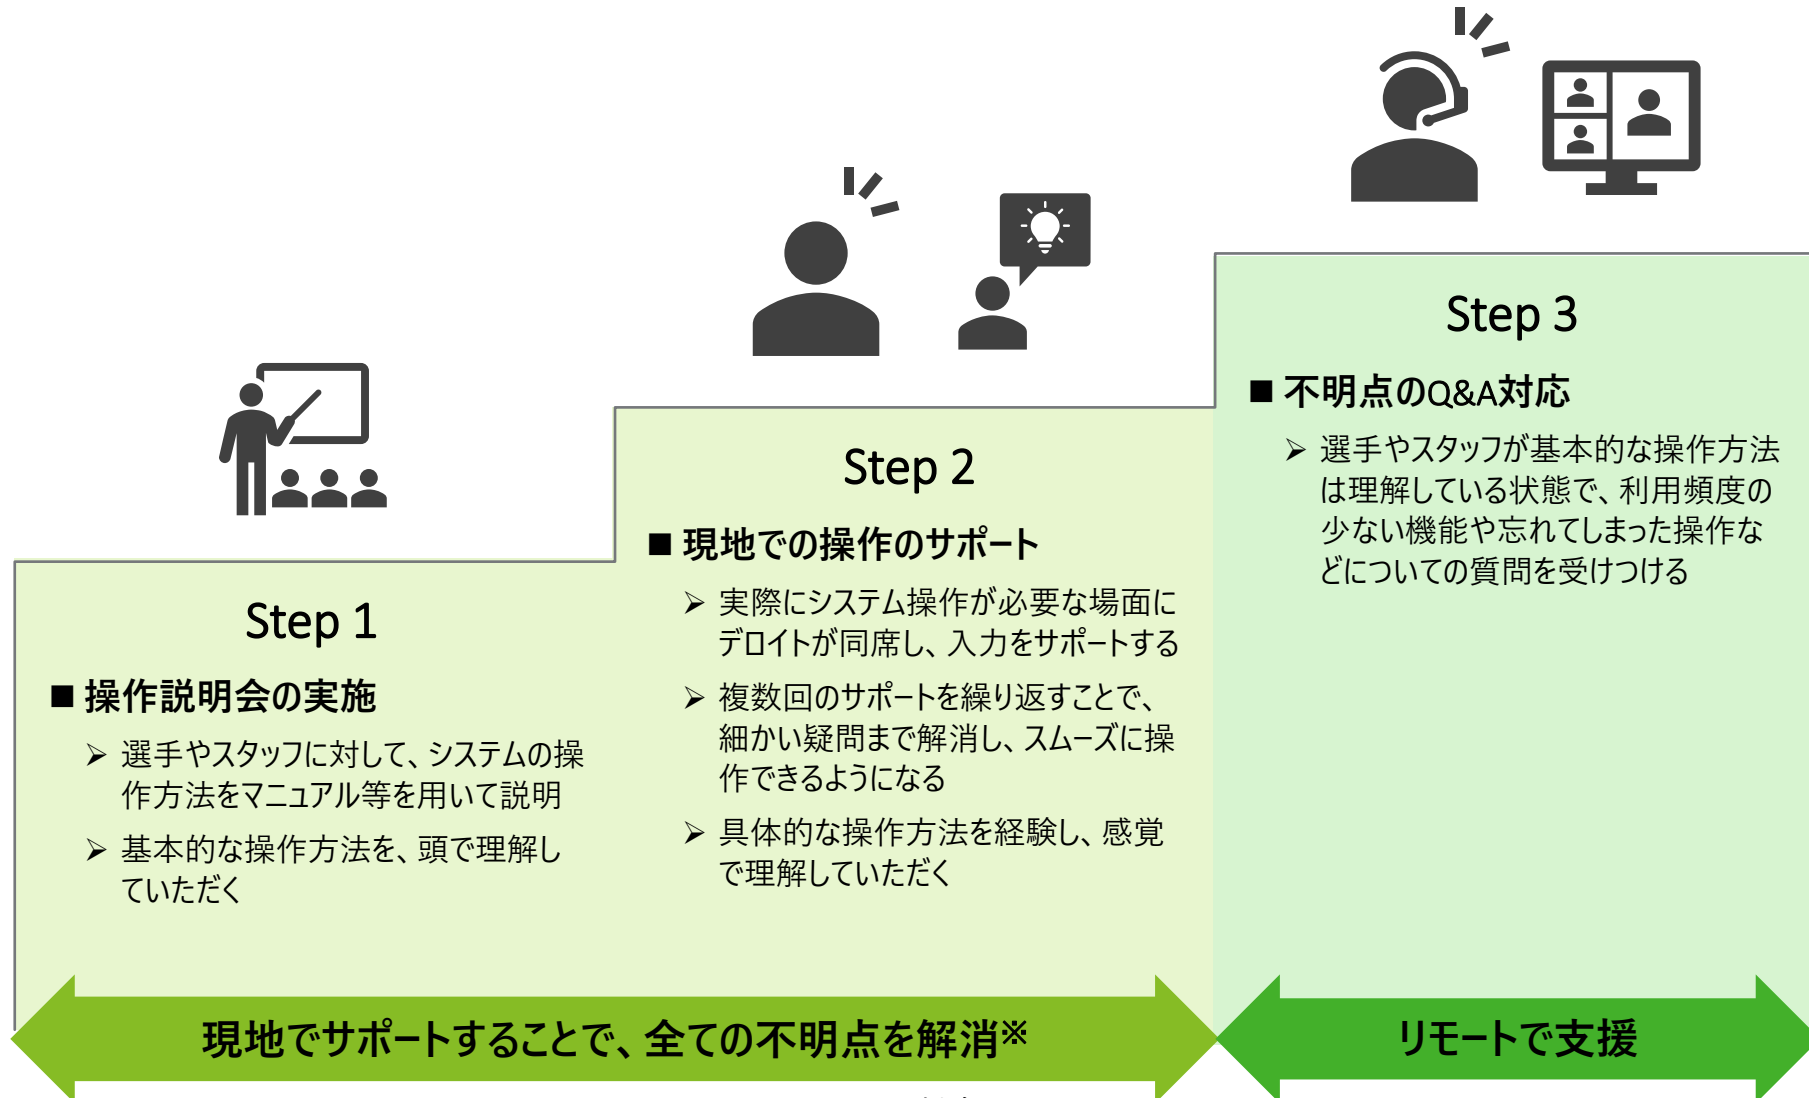 Step 1
■ 操作説明会の実施
➢ 選手やスタッフに対して、システムの操
作方法をマニュアル等を用いて説明
➢ 基本的な操作方法を、頭で理解し
ていただく
Step 2
■ 現地での操作のサポート
➢ 実際にシステム操作が必要な場面に
デロイトが同席し、入力をサポートする
➢ 複数回のサポートを繰り返すことで、
細かい疑問まで解消し、スムーズに操
作できるようになる
➢ 具体的な操作方法を経験し、感覚
で理解していただく
Step 3
■ 不明点のQ&A対応
➢ 選手やスタッフが基本的な操作方法
は理解している状態で、利用頻度の
少ない機能や忘れてしまった操作な
どについての質問を受けつける
現地でサポートすることで、全ての不明点を解消※
リモートで支援